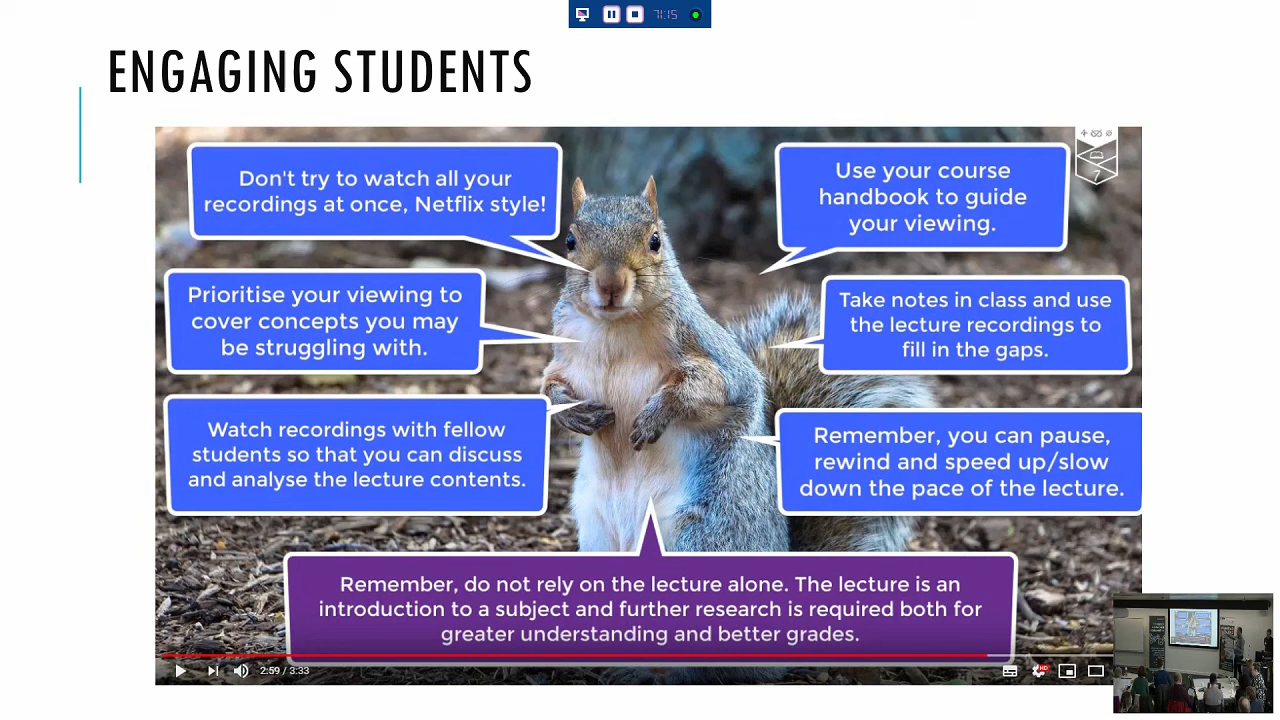 71:15
ENGAGING STUDENTS
Don't try to watch all your
recordings at once, Netflix style!
Use your course
handbook to guide
your viewing.
7
Prioritise your viewing to
cover concepts you may
be struggling with.
Take notes in class and use
the lecture recordings to
fill in the gaps.
Watch recordings with fellow
students so that you can discuss
and analyse the lecture contents.
Remember, you can pause,
rewind and speed up/slow
down the pace of the lecture.
Remember, do not rely on the lecture alone. The lecture is an
introduction to a subject and further research is required both for
greater understanding and better grades.
2:59 / 3:33
HD